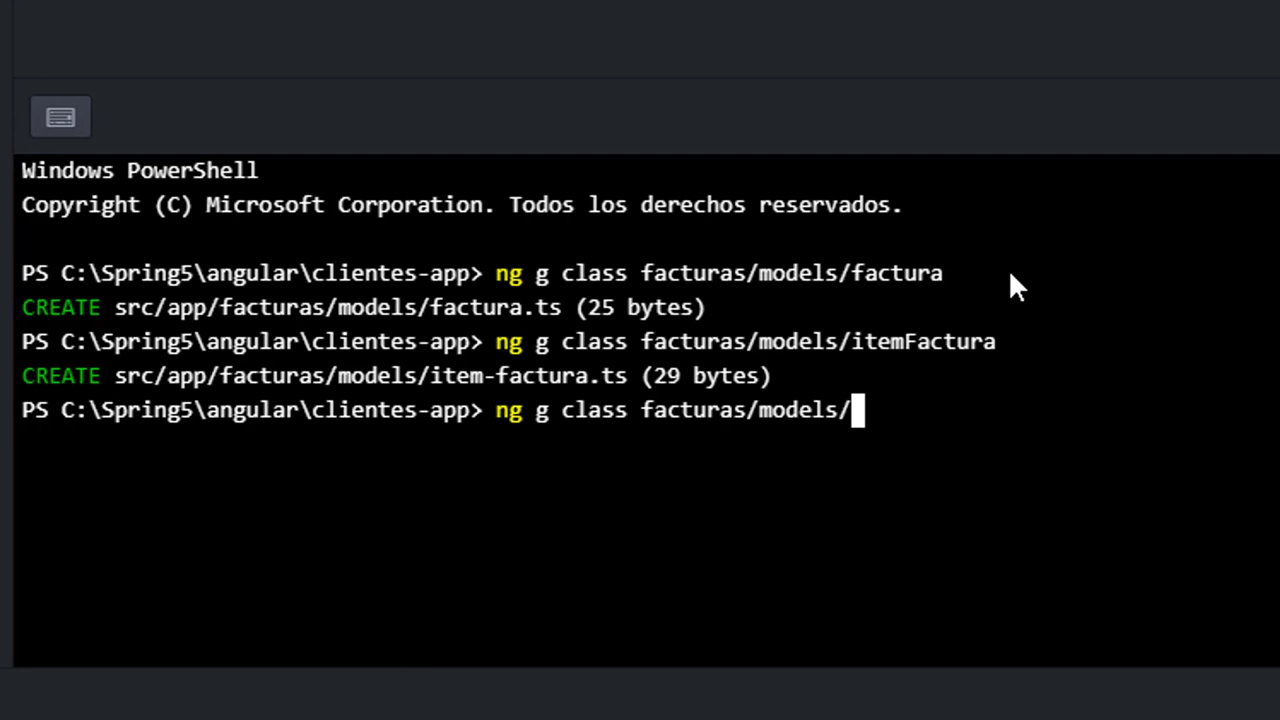 Windows PowerShell
Copyright (C) Microsoft Corporation. Todos los derechos reservados.
PS C:\Spring5\angular\clientes-app> ng g class facturas/models/factura
CREATE src/app/facturas/models/factura.ts (25 bytes)
PS C:\Spring5\angular\clientes-app> ng g class facturas/models/itemFactura
CREATE src/app/facturas/models/item-factura.ts (29 bytes)
PS C:\Spring5\angular\clientes-app> ng g class facturas/models/